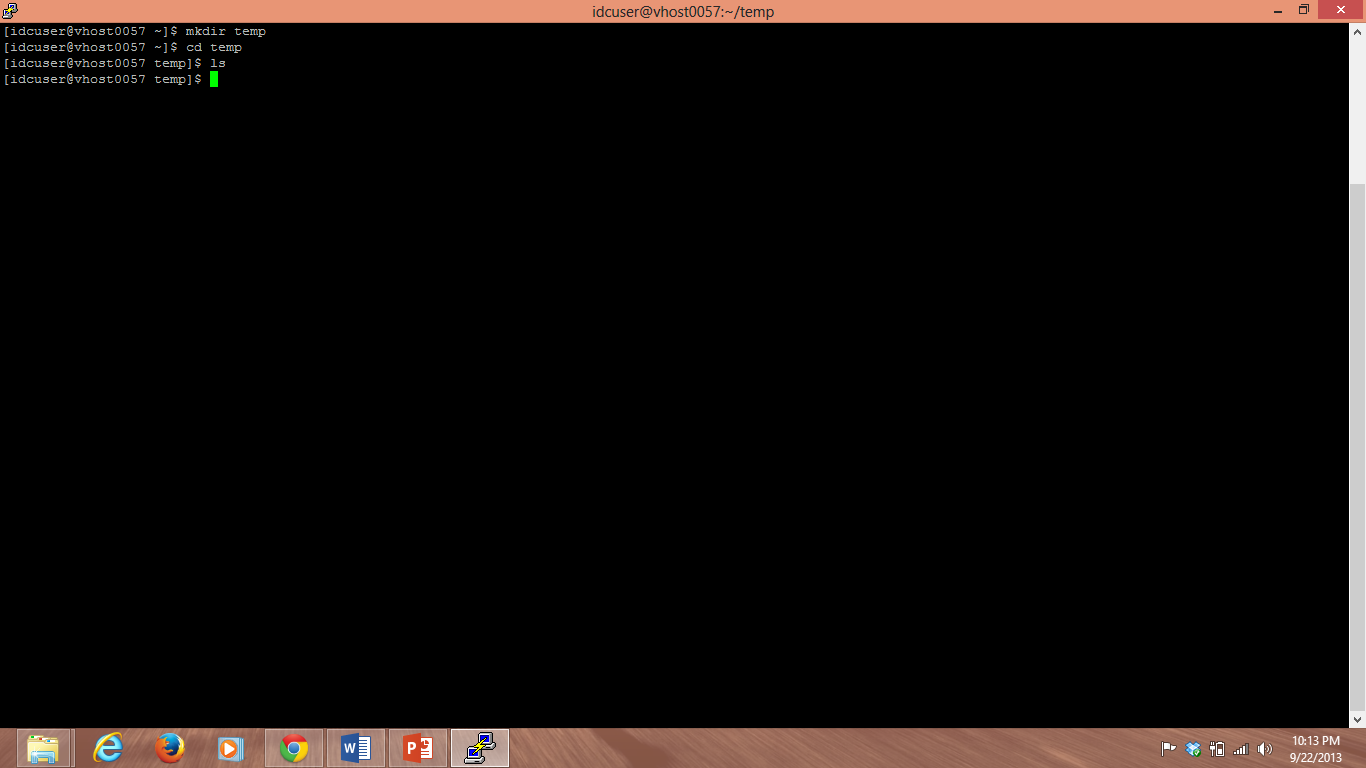 idcuser@vhost0057:~/temp
[idcuser@vhost0057 ~]$ mkdir temp
[idcuser@vhost0057 ~]$ cd temp
[idcuser@vhost0057 temp]$ ls
[idcuser@vhost0057 temp]$
10:13 PM
9/22/2013